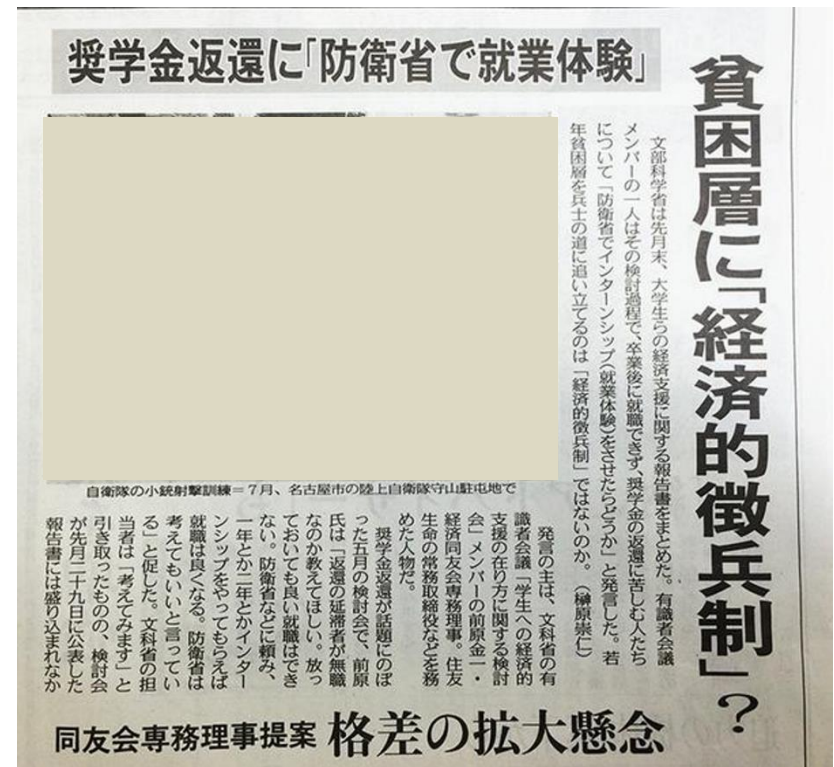 奨学金返還に「防衛省で就業体験」
貧困層に「経済的徴兵制」?
文部科学省は先月末、大学生らの経済支援に関する報告書をまとめた。有識者会議
メンバーの一人はその検討過程で、卒業後に就職できず、奨学金の返還に苦しむ人たち
について「防衛省でインターンシップ(就業体験)をさせたらどうか」と発言した。若
年貧困層を兵士の道に追い立てるのは「経済的徴兵制」ではないのか。(榊原崇仁)
自衛隊の小銃射撃訓練=7月、名古屋市の陸上自衛隊守山駐屯地で
発言の主は、文科省の有
識者会議「学生への経済的
支援の在り方に関する検討
会」メンバーの前原金一・
経済同友会専務理事。住友
生命の常務取締役などを務
めた人物だ。
奨学金返還が話題にのぼ
った五月の検討会で、前原
氏は「返還の延滞者が無職
なのか教えてほしい。放っ
ておいても良い就職はでき
ない。防衛省などに頼み、
一年とか二年とかインター
ンシップをやってもらえば
就職は良くなる。防衛省は
考えてもいいと言ってい
る」と促した。文科省の担
当者は「考えてみます」と
引き取ったものの、検討会
が先月二十九日に公表した
報告書には盛り込まれなか
同友会専務理事提案 格差の拡大懸念